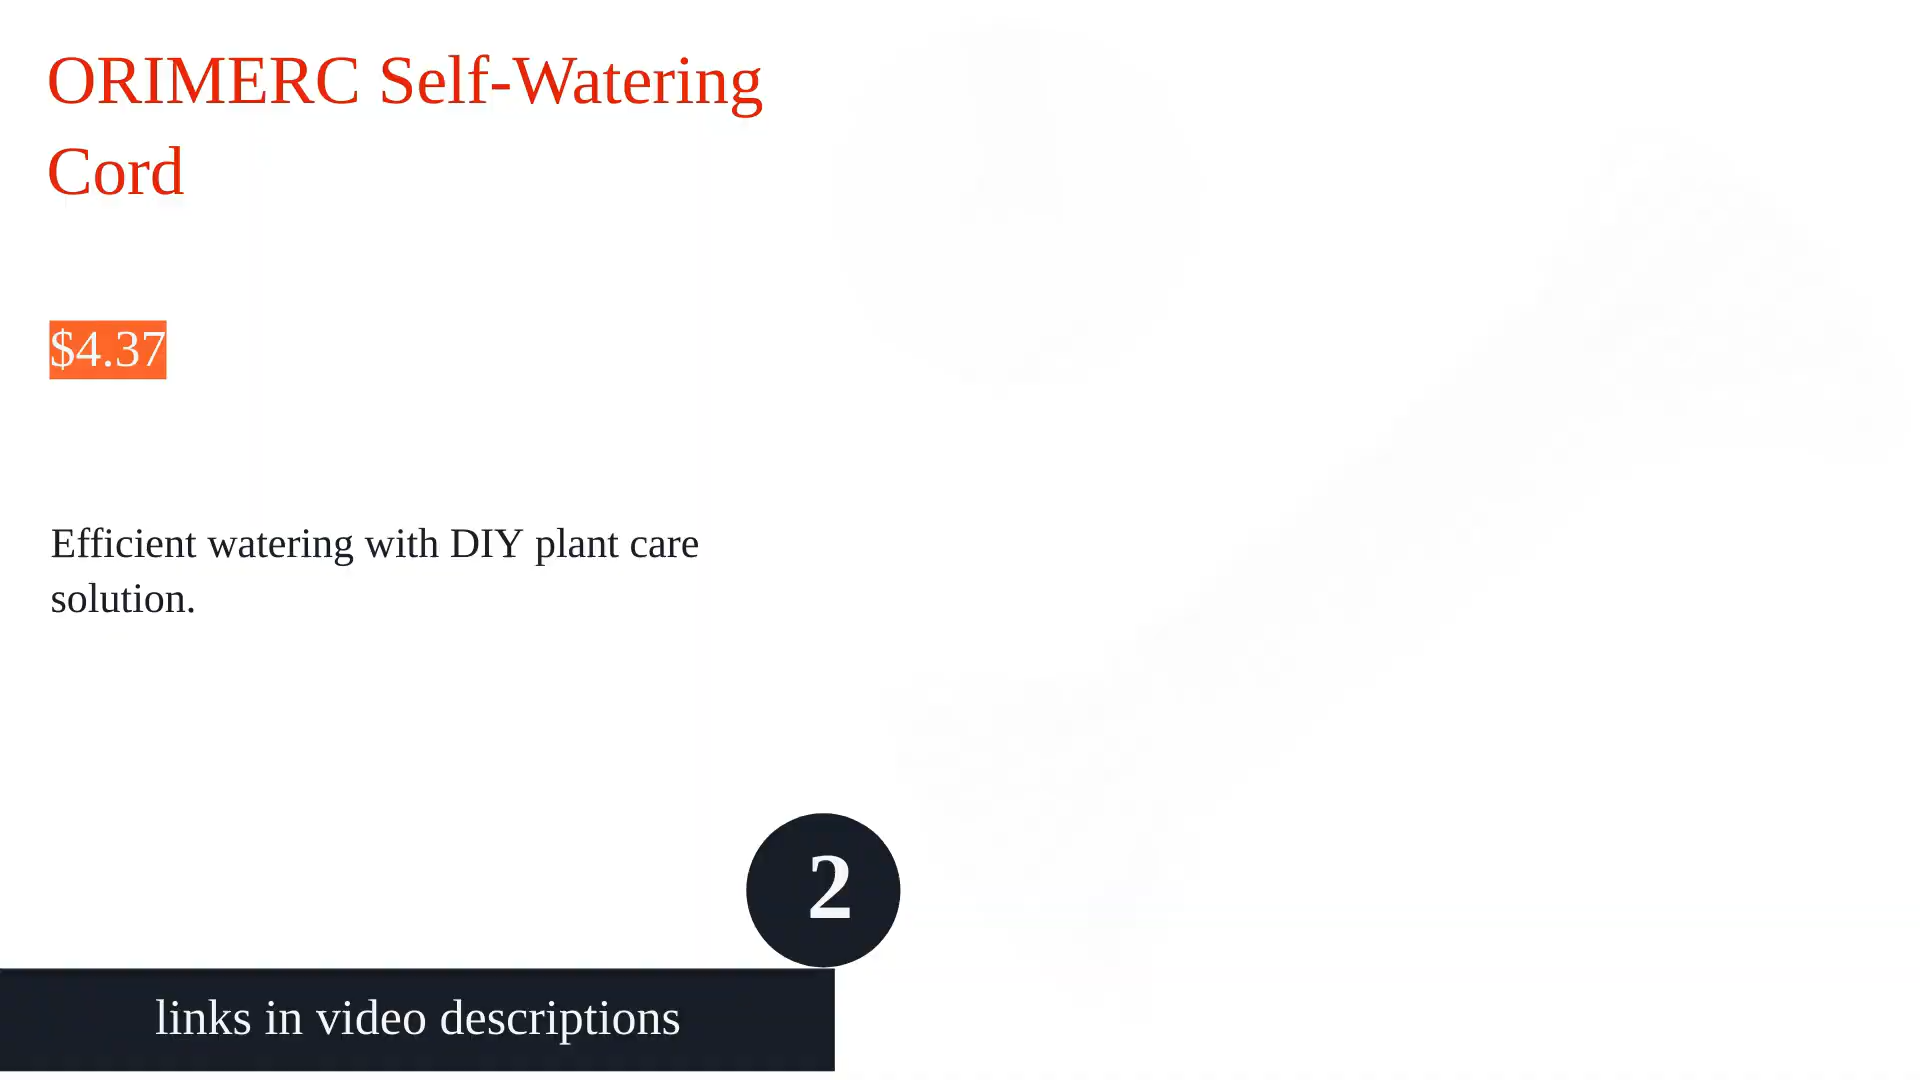 ORIMERC Self-Watering
Cord
$4.37
Efficient watering with DIY plant care
solution.
2
links in video descriptions